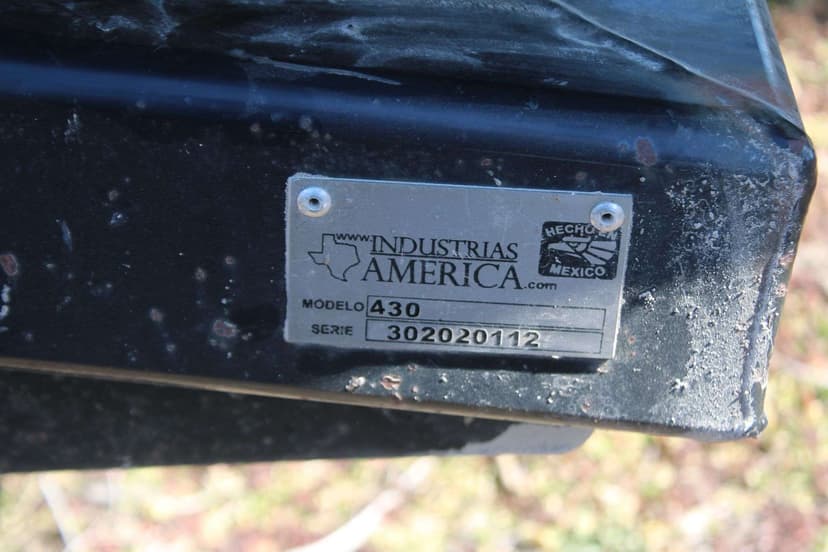 www.INDUSTRIAS
AMERICA.com
HECHO EN
MEXICO
MODELO 430
SERIE 302020112